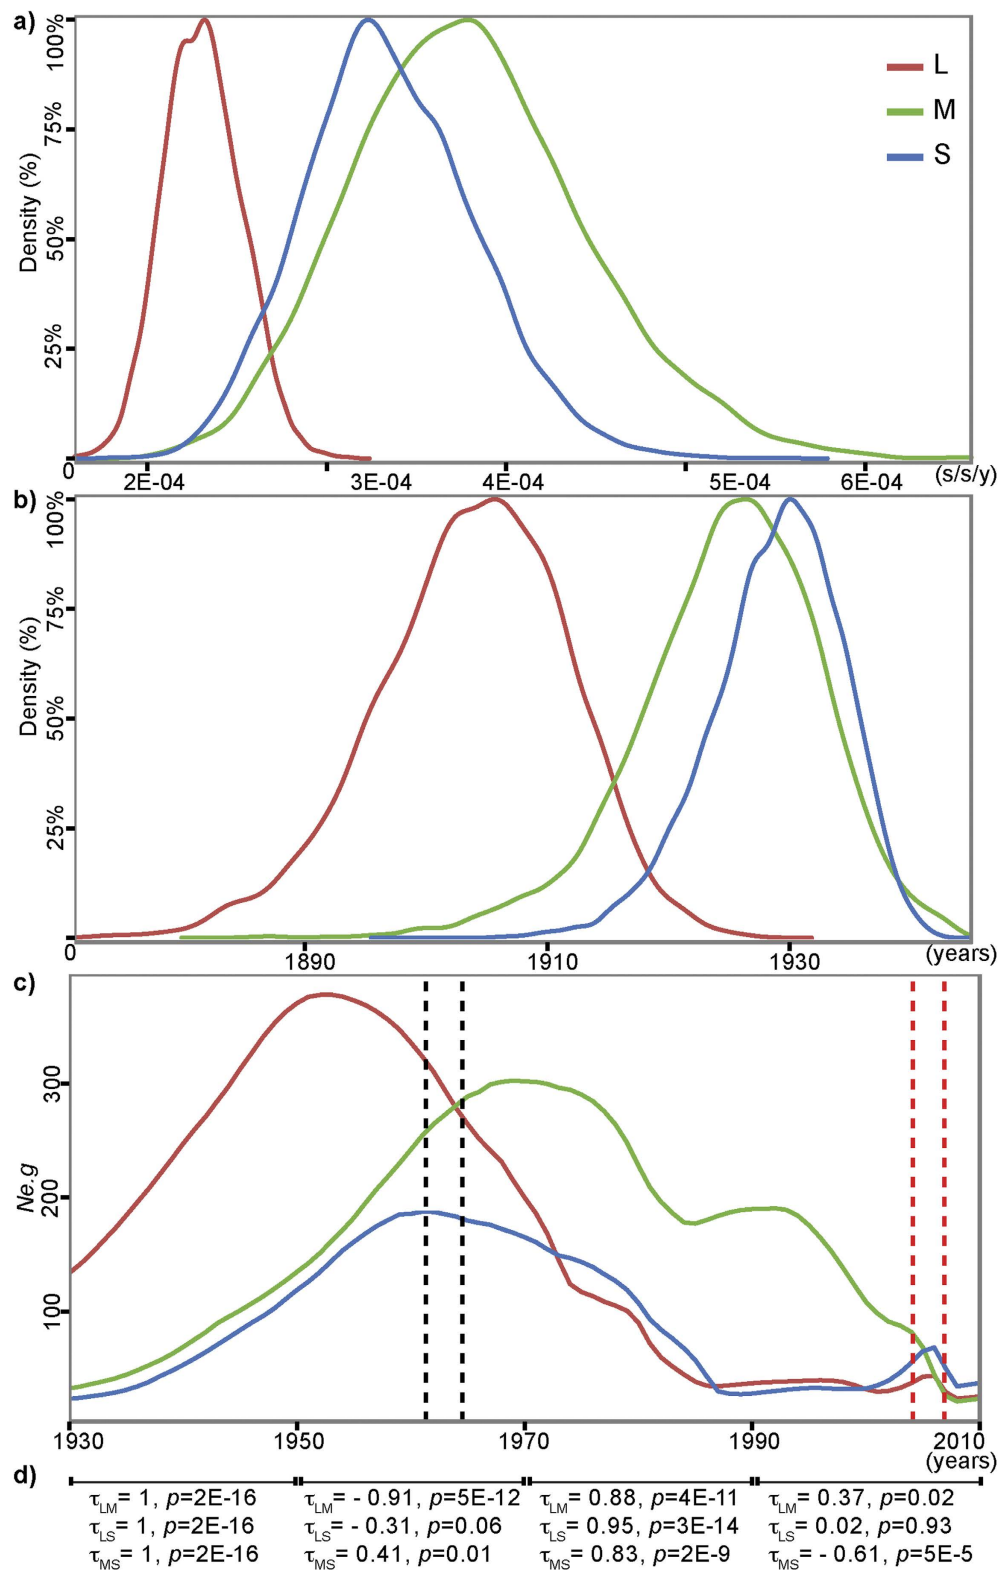 a)
100%
75%
50%
25%
0
Density (%)
L
M
S
2E-04
3E-04
4E-04
5E-04
6E-04
(s/s/y)
b)
100%
75%
50%
25%
0
Density (%)
1890
1910
1930
(years)
c)
300
200
100
Ne.g
1930
1950
1970
1990
2010
(years)
d)
τLM= 1, p=2E-16
τLS= 1, p=2E-16
τMS= 1, p=2E-16
τLM= - 0.91, p=5E-12
τLS= - 0.31, p=0.06
τMS= 0.41, p=0.01
τLM= 0.88, p=4E-11
τLS= 0.95, p=3E-14
τMS= 0.83, p=2E-9
τLM= 0.37, p=0.02
τLS= 0.02, p=0.93
τMS= - 0.61, p=5E-5